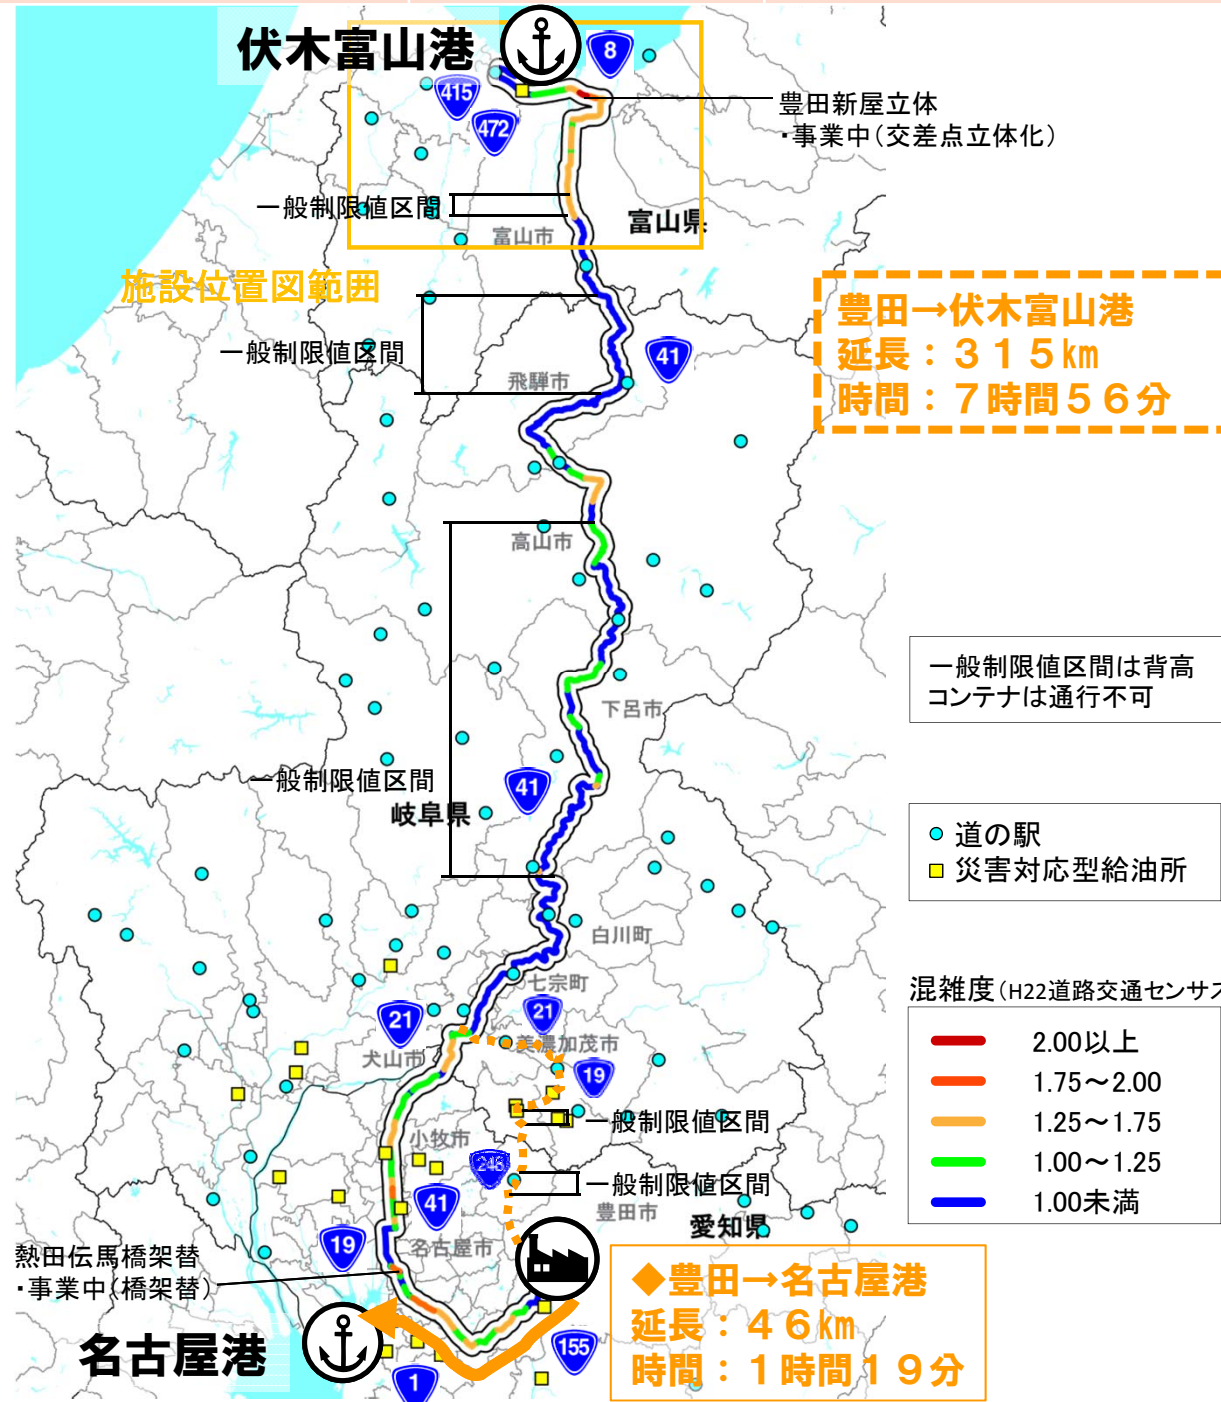 伏木富山港
8
415
472
豊田新屋立体
・事業中(交差点立体化)
一般制限値区間
富山県
富山市
施設位置図範囲
豊田→伏木富山港
延長：３１５㎞
時間：７時間５６分
一般制限値区間
41
飛騨市
高山市
一般制限値区間は背高
コンテナは通行不可
下呂市
一般制限値区間
41
岐阜県
道の駅
災害対応型給油所
白川町
七宗町
混雑度(H22道路交通センサス
2.00以上
1.75～2.00
1.25～1.75
1.00～1.25
1.00未満
21
21
美濃加茂市
犬山市
19
一般制限値区間
小牧市
248
一般制限値区間
41
豊田市
愛知県
19
名古屋市
熱田伝馬橋架替
・事業中(橋架替)
◆豊田→名古屋港
延長：４６㎞
時間：１時間１９分
名古屋港
155
1